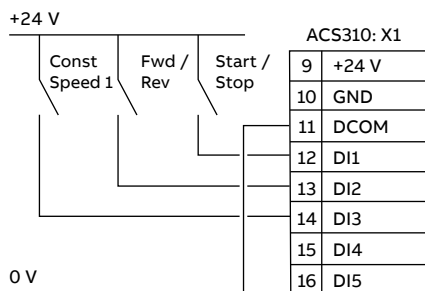 +24 V
ACS310: X1
Const
Speed 1
Fwd /
Rev
Start /
Stop
9 +24 V
10 GND
11 DCOM
12 DI1
13 DI2
14 DI3
15 DI4
0 V
16 DI5